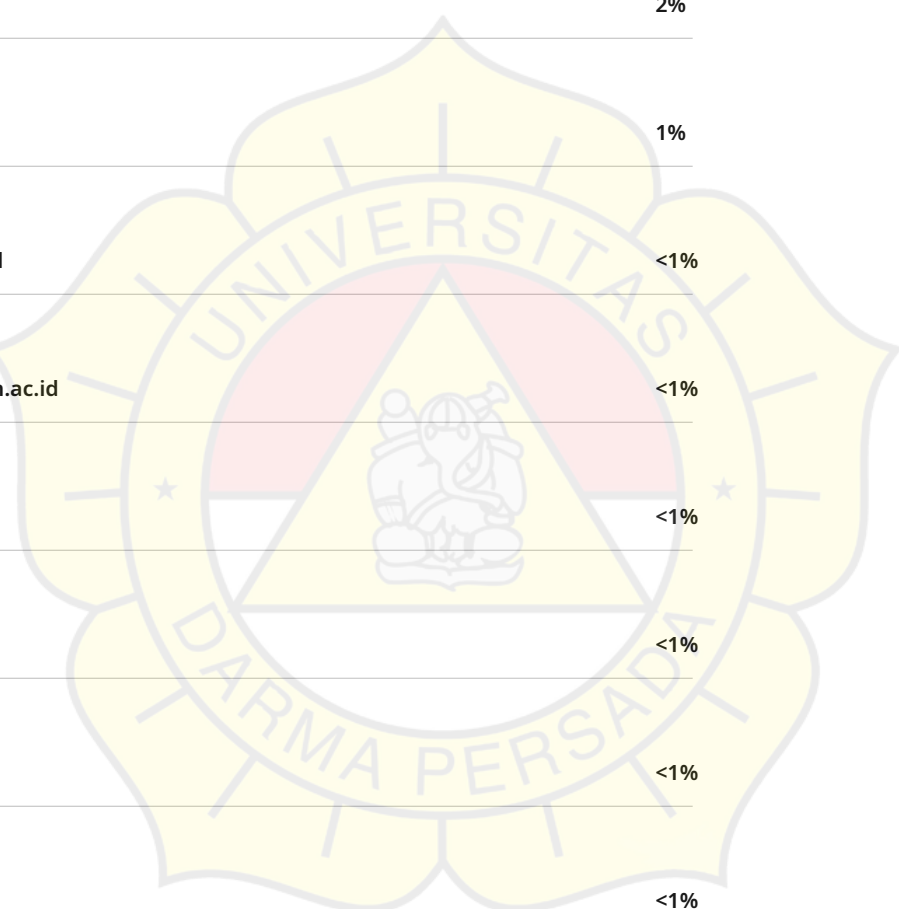 2%
1%
UNIVERSITAS
<1%
.ac.id <1%
<1%
<1%
DARMA PERSADA
<1%
<1%